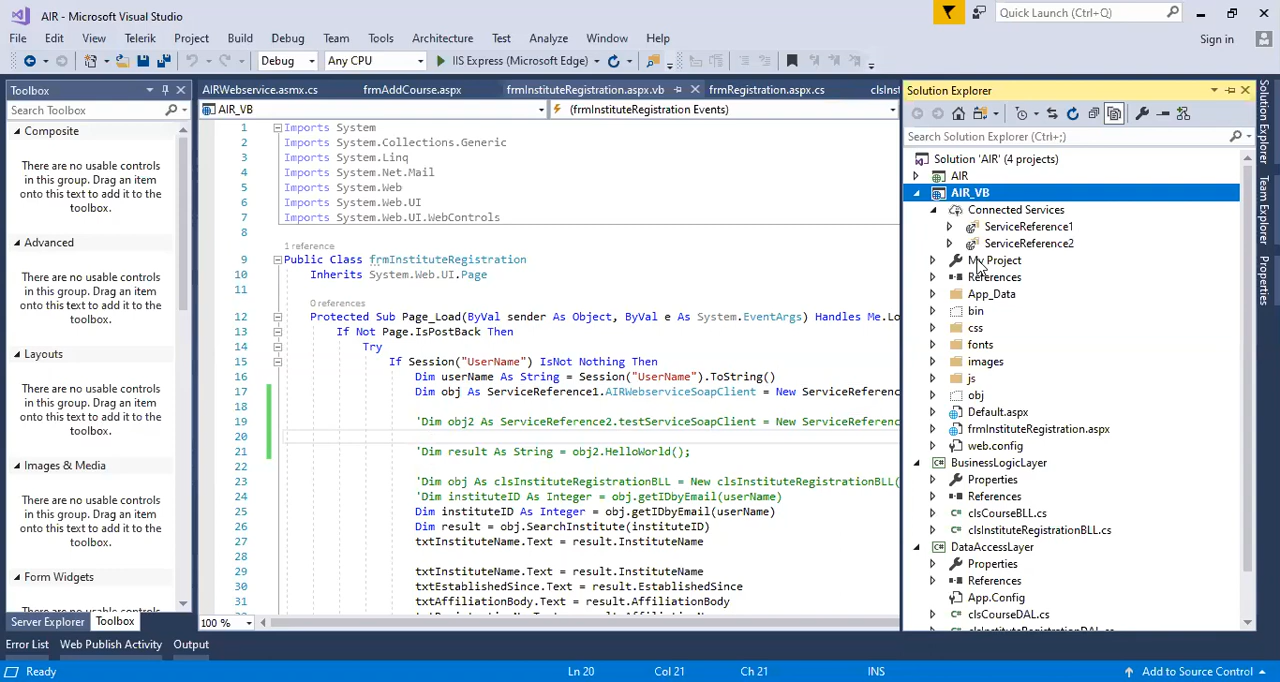 AIR - Microsoft Visual Studio
Quick Launch (Ctrl+Q)
File Edit View Telerik Project Build Debug Team Tools Architecture Test Analyze Window Help
Sign in
Debug Any CPU IIS Express (Microsoft Edge)
Toolbox
Search Toolbox
Composite
There are no usable controls in this group. Drag an item onto this text to add it to the toolbox.
Advanced
There are no usable controls in this group. Drag an item onto this text to add it to the toolbox.
Layouts
There are no usable controls in this group. Drag an item onto this text to add it to the toolbox.
Images & Media
There are no usable controls in this group. Drag an item onto this text to add it to the toolbox.
Form Widgets
Server Explorer Toolbox
AIRWebservice.asmx.cs frmAddCourse.aspx frmInstituteRegistration.aspx.vb frmRegistration.aspx.cs clsIns
AIR_VB (frmInstituteRegistration Events)
1 Imports System
2 Imports System.Collections.Generic
3 Imports System.Linq
4 Imports System.Net.Mail
5 Imports System.Web
6 Imports System.Web.UI
7 Imports System.Web.UI.WebControls
8
1 reference
9 Public Class frmInstituteRegistration
10 Inherits System.Web.UI.Page
11
0 references
12 Protected Sub Page_Load(ByVal sender As Object, ByVal e As System.EventArgs) Handles Me.Lo
13 If Not Page.IsPostBack Then
14 Try
15 If Session("UserName") IsNot Nothing Then
16 Dim userName As String = Session("UserName").ToString()
17 Dim obj As ServiceReference1.AIRWebserviceSoapClient = New ServiceReferenc
18
19 'Dim obj2 As ServiceReference2.testServiceSoapClient = New ServiceReferenc
20
21 'Dim result As String = obj2.HelloWorld();
22
23 'Dim obj As clsInstituteRegistrationBLL = New clsInstituteRegistrationBLL(
24 'Dim instituteID As Integer = obj.getIDbyEmail(userName)
25 Dim instituteID As Integer = obj.getIDbyEmail(userName)
26 Dim result = obj.SearchInstitute(instituteID)
27 txtInstituteName.Text = result.InstituteName
28
29 txtInstituteName.Text = result.InstituteName
30 txtEstablishedSince.Text = result.EstablishedSince
31 txtAffiliationBody.Text = result.AffiliationBody
100 %
Solution Explorer
Search Solution Explorer (Ctrl+;)
Solution 'AIR' (4 projects)
AIR
AIR_VB
Connected Services
ServiceReference1
ServiceReference2
My Project
References
App_Data
bin
css
fonts
images
js
obj
Default.aspx
frmInstituteRegistration.aspx
web.config
BusinessLogicLayer
Properties
References
clsCourseBLL.cs
clsInstituteRegistrationBLL.cs
DataAccessLayer
Properties
References
App.Config
clsCourseDAL.cs
Solution Explorer
Team Explorer
Properties
Error List Web Publish Activity Output
Ready Ln 20 Col 21 Ch 21 INS Add to Source Control